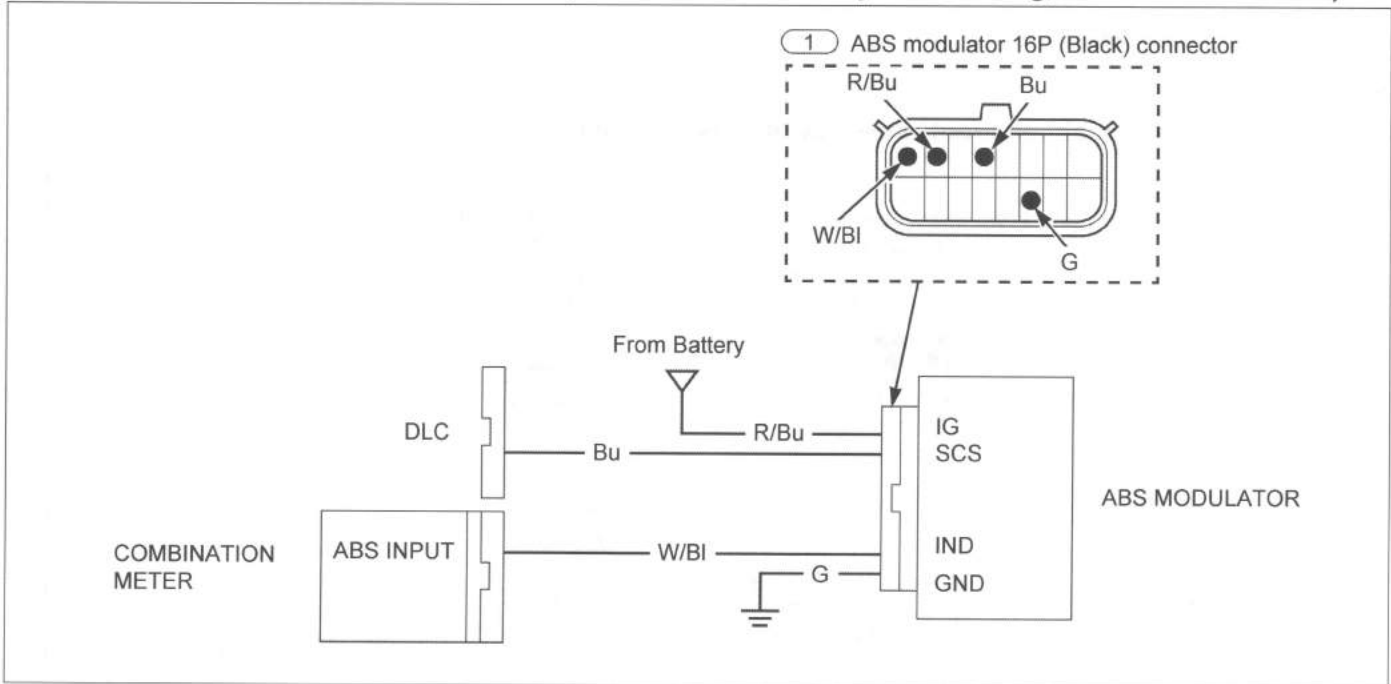 1 ABS modulator 16P (Black) connector
R/Bu
Bu
W/Bl
G
From Battery
DLC
R/Bu
IG
Bu
SCS
ABS MODULATOR
COMBINATION
METER
ABS INPUT
W/Bl
IND
G
GND